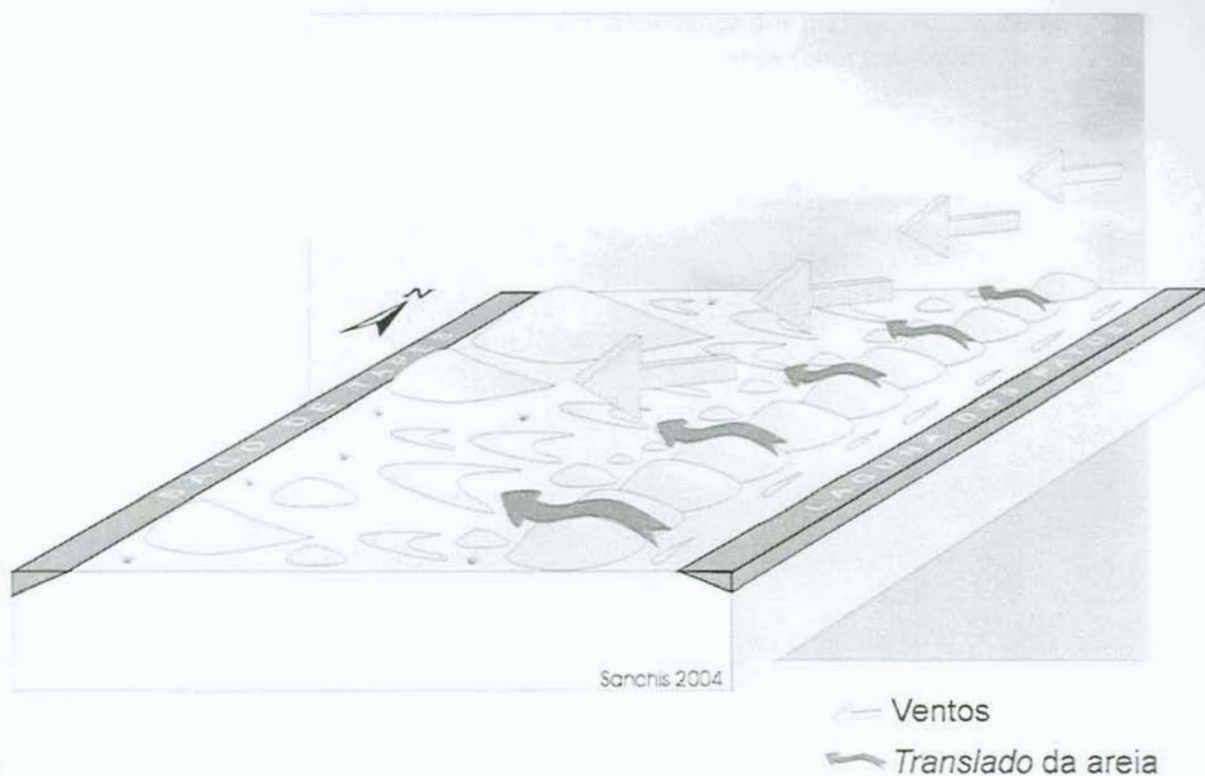 N
SACO DE TAPES
LAGUNA DOS PATOS
Sanchis 2004
Ventos
Translado da areia